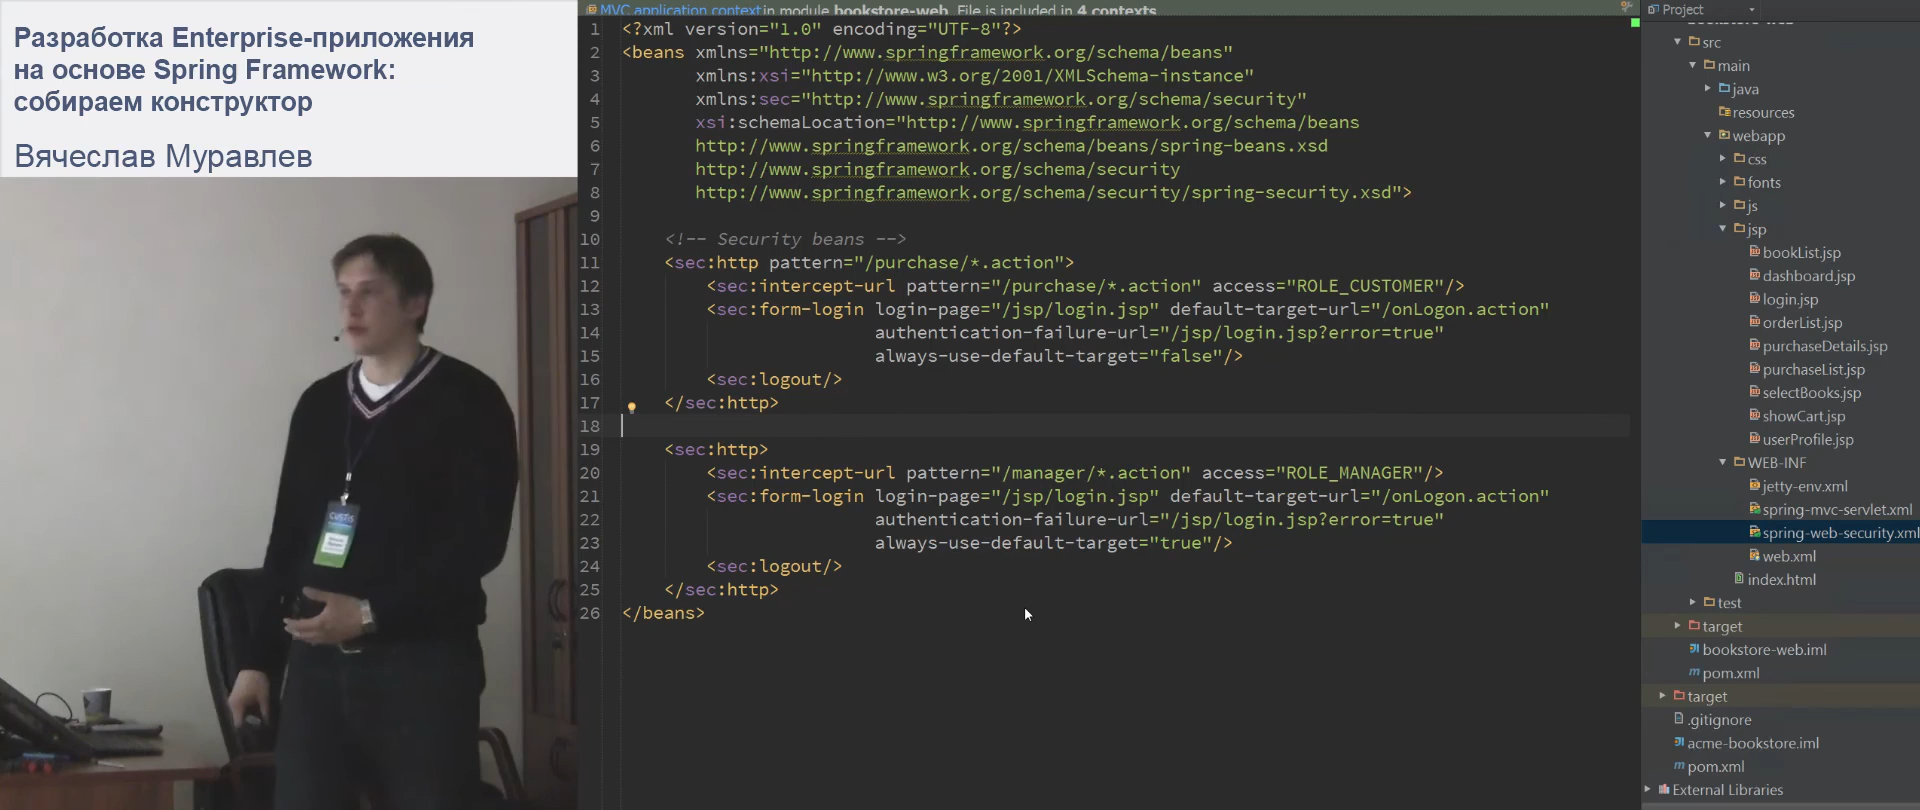 Разработка Enterprise-приложения
на основе Spring Framework:
собираем конструктор
Вячеслав Муравлев
CUSTIS
MVC application context in module bookstore-web. File is included in 4 contexts.
1 <?xml version="1.0" encoding="UTF-8"?>
2 <beans xmlns="http://www.springframework.org/schema/beans"
3 xmlns:xsi="http://www.w3.org/2001/XMLSchema-instance"
4 xmlns:sec="http://www.springframework.org/schema/security"
5 xsi:schemaLocation="http://www.springframework.org/schema/beans
6 http://www.springframework.org/schema/beans/spring-beans.xsd
7 http://www.springframework.org/schema/security
8 http://www.springframework.org/schema/security/spring-security.xsd">
9
10 <!-- Security beans -->
11 <sec:http pattern="/purchase/*.action">
12 <sec:intercept-url pattern="/purchase/*.action" access="ROLE_CUSTOMER"/>
13 <sec:form-login login-page="/jsp/login.jsp" default-target-url="/onLogon.action"
14 authentication-failure-url="/jsp/login.jsp?error=true"
15 always-use-default-target="false"/>
16 <sec:logout/>
17 </sec:http>
18
19 <sec:http>
20 <sec:intercept-url pattern="/manager/*.action" access="ROLE_MANAGER"/>
21 <sec:form-login login-page="/jsp/login.jsp" default-target-url="/onLogon.action"
22 authentication-failure-url="/jsp/login.jsp?error=true"
23 always-use-default-target="true"/>
24 <sec:logout/>
25 </sec:http>
26 </beans>
Project
bookstore-web
src
main
java
resources
webapp
css
fonts
js
jsp
bookList.jsp
dashboard.jsp
login.jsp
orderList.jsp
purchaseDetails.jsp
purchaseList.jsp
selectBooks.jsp
showCart.jsp
userProfile.jsp
WEB-INF
jetty-env.xml
spring-mvc-servlet.xml
spring-web-security.xml
web.xml
index.html
test
target
bookstore-web.iml
pom.xml
target
.gitignore
acme-bookstore.iml
pom.xml
External Libraries